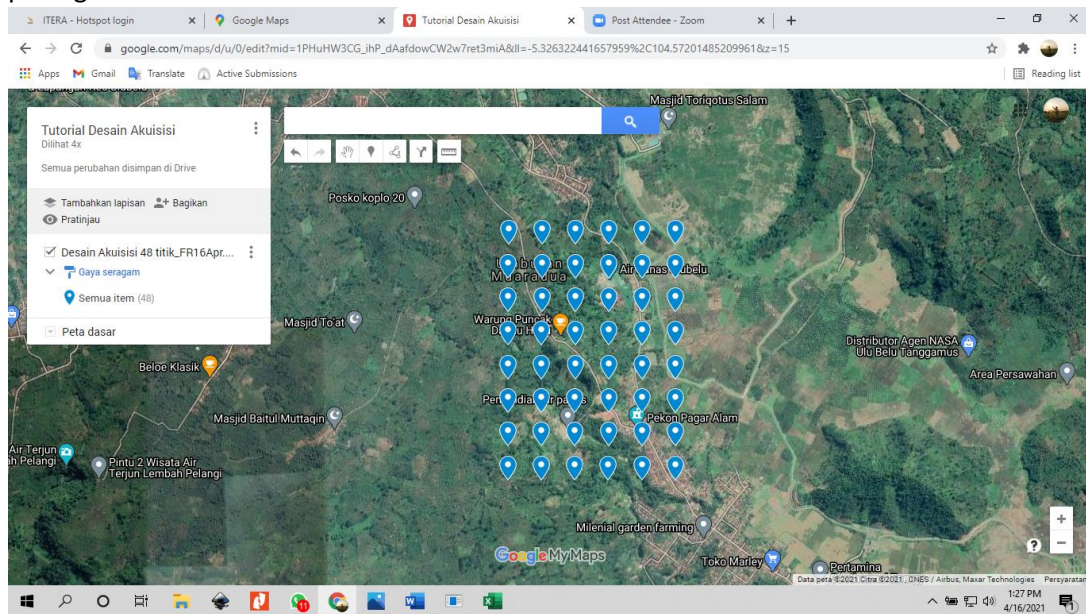 ITERA - Hotspot login
Google Maps
Tutorial Desain Akuisisi
Post Attendee - Zoom
google.com/maps/d/u/0/edit?mid=1PHuHW3CG_ihP_dAafdowCW2w7ret3miA&ll=-5.326322441657959%2C104.57201485209961&z=15
Apps
Gmail
Translate
Active Submissions
Reading list
Tutorial Desain Akuisisi
Dilihat 4x
Semua perubahan disimpan di Drive
Tambahkan lapisan
Bagikan
Pratinjau
Desain Akuisisi 48 titik_FR16Apr....
Gaya seragam
Semua item (48)
Peta dasar
Masjid Toriqotus Salam
Posko koplo 20
Masjid To'at
Warung Puncak
Beloe Klasik
Distributor Agen NASA
Ulu Belu Tanggamus
Area Persawahan
Masjid Baitul Muttaqin
Pekon Pagar Alam
Air Terjun
Pelangi
Pintu 2 Wisata Air
Terjun Lembah Pelangi
Milenial garden farming
Google My Maps
Toko Marley
Pertamina
Data peta ©2021 Citra ©2021 , CNES / Airbus, Maxar Technologies
Persyaratan
1:27 PM
4/16/2021